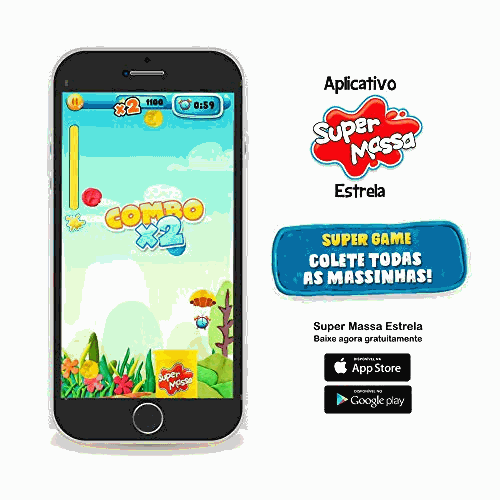 x2 1100 0:59
COMBO
x2
Super
Massa
Aplicativo
Super
Massa
Estrela
SUPER GAME
COLETE TODAS
AS MASSINHAS!
Super Massa Estrela
Baixe agora gratuitamente
DISPONÍVEL NA
App Store
DISPONÍVEL NO
Google play